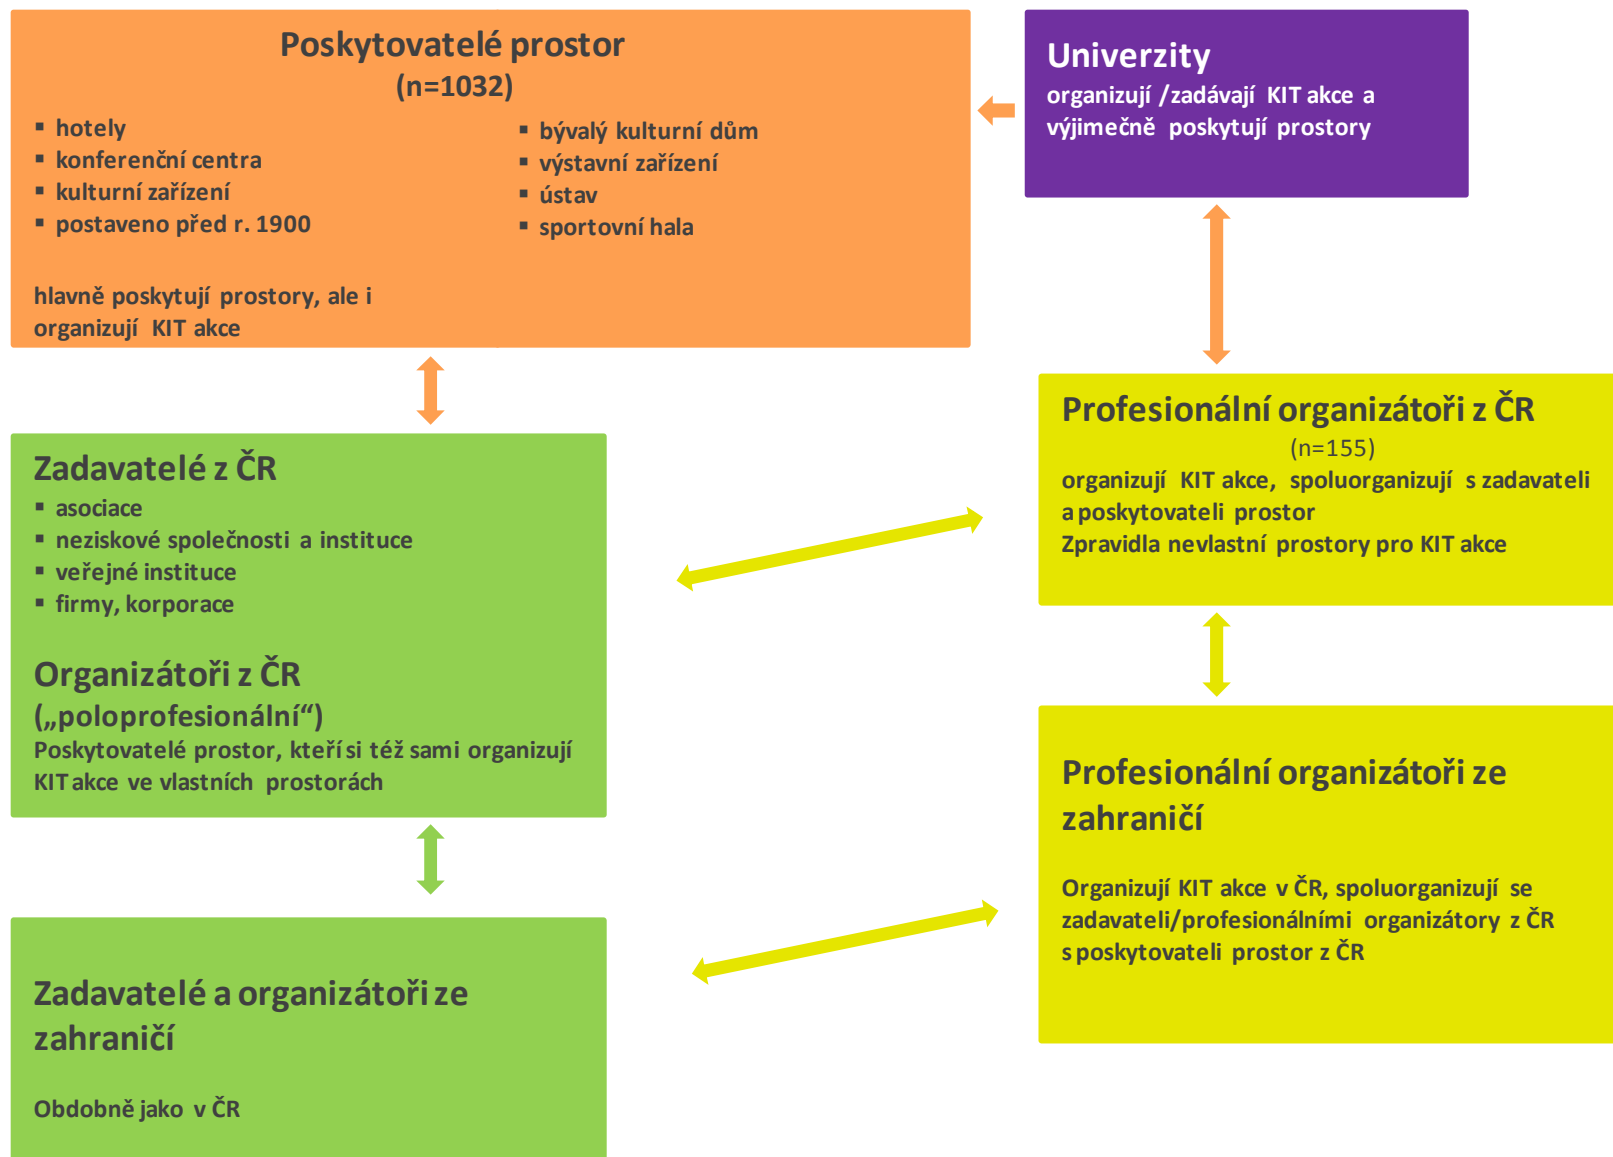 Poskytovatelé prostor
(n=1032)
▪ hotely
▪ konferenční centra
▪ kulturní zařízení
▪ postaveno před r. 1900
▪ bývalý kulturní dům
▪ výstavní zařízení
▪ ústav
▪ sportovní hala
hlavně poskytují prostory, ale i
organizují KIT akce
Univerzity
organizují /zadávají KIT akce a
výjimečně poskytují prostory
Zadavatelé z ČR
▪ asociace
▪ neziskové společnosti a instituce
▪ veřejné instituce
▪ firmy, korporace
Organizátoři z ČR
(„poloprofesionální“)
Poskytovatelé prostor, kteří si též sami organizují
KIT akce ve vlastních prostorách
Profesionální organizátoři z ČR
(n=155)
organizují KIT akce, spoluorganizují s zadavateli
a poskytovateli prostor
Zpravidla nevlastní prostory pro KIT akce
Profesionální organizátoři ze
zahraničí
Organizují KIT akce v ČR, spoluorganizují se
zadavateli/profesionálními organizátory z ČR
s poskytovateli prostor z ČR
Zadavatelé a organizátoři ze
zahraničí
Obdobně jako v ČR